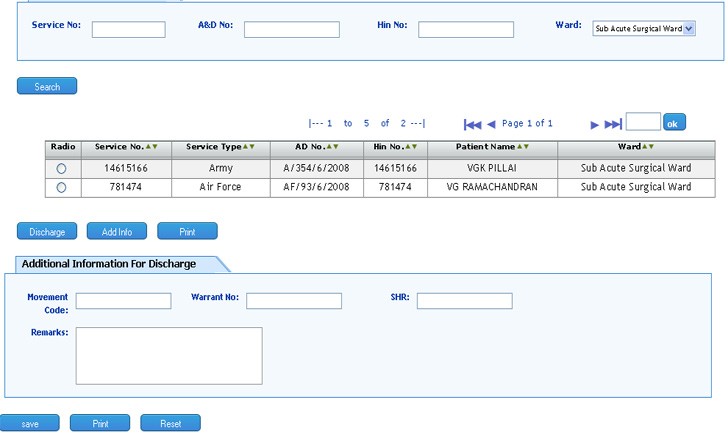 Service No: A&D No: Hin No: Ward: Sub Acute Surgical Ward
Search
|--- 1 to 5 of 2 ---| Page 1 of 1 ok
Radio Service No. Service Type AD No. Hin No. Patient Name Ward
14615166 Army A/354/6/2008 14615166 VGK PILLAI Sub Acute Surgical Ward
781474 Air Force AF/93/6/2008 781474 VG RAMACHANDRAN Sub Acute Surgical Ward
Discharge Add Info Print
Additional Information For Discharge
Movement Warrant No: SHR:
Code:
Remarks:
save Print Reset